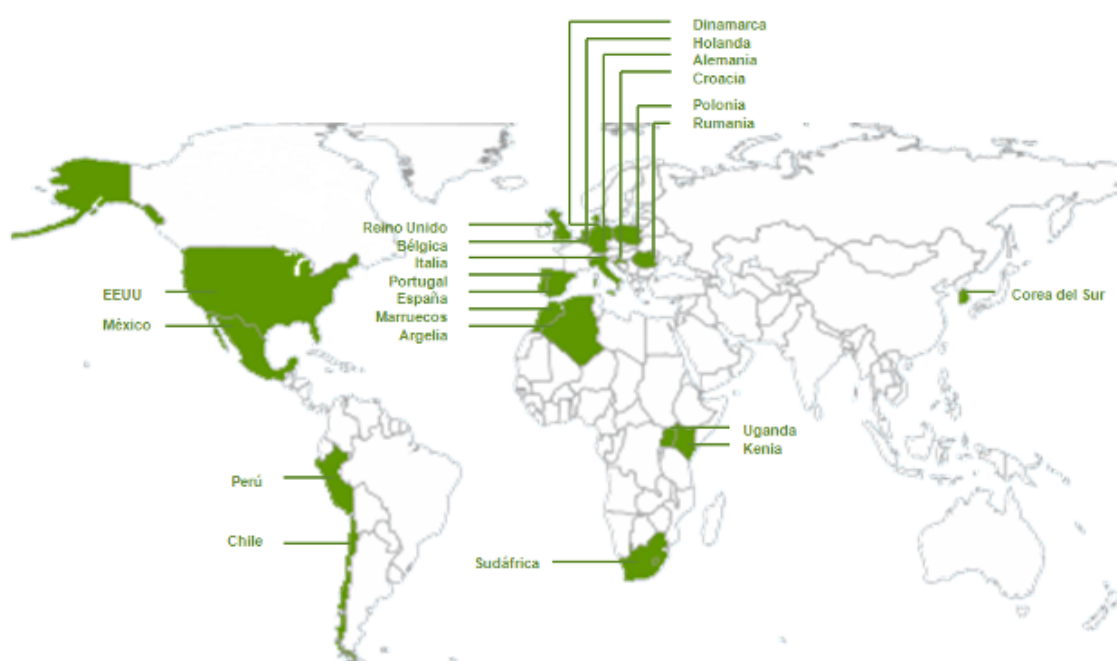 Dinamarca
Holanda
Alemania
Croacia
Polonia
Rumania
Reino Unido
Bélgica
Italia
Portugal
España
Marruecos
Argelia
EEUU
México
Corea del Sur
Uganda
Kenia
Perú
Chile
Sudáfrica